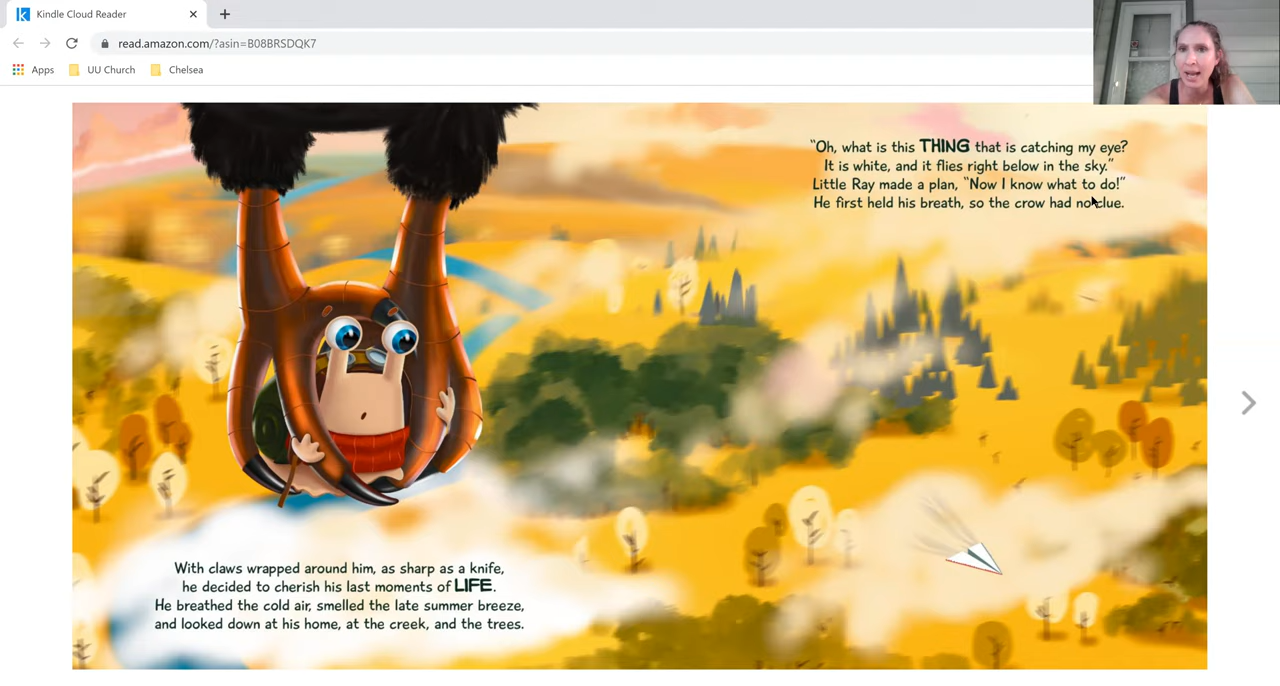 Kindle Cloud Reader
read.amazon.com/?asin=B08BRSDQK7
Apps
UU Church
Chelsea
"Oh, what is this THING that is catching my eye?
It is white, and it flies right below in the sky."
Little Ray made a plan, "Now I know what to do!"
He first held his breath, so the crow had no clue.
With claws wrapped around him, as sharp as a knife,
he decided to cherish his last moments of LIFE.
He breathed the cold air, smelled the late summer breeze,
and looked down at his home, at the creek, and the trees.